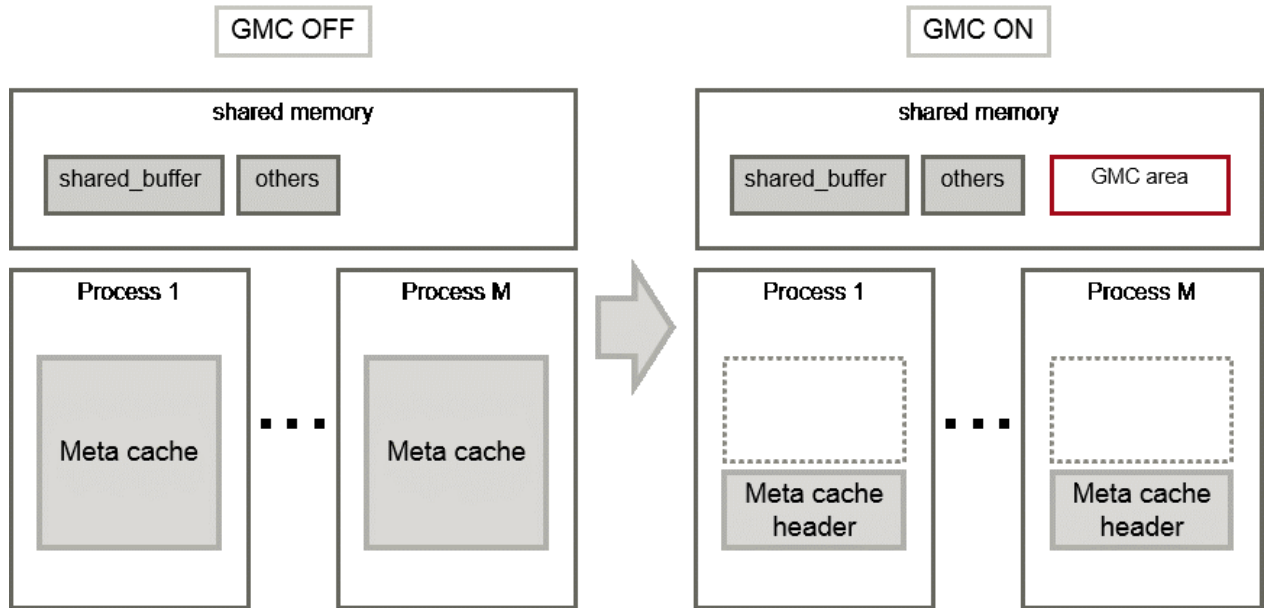 GMC OFF
shared memory
shared_buffer
others
Process 1
Process M
Meta cache
Meta cache
GMC ON
shared memory
shared_buffer
others
GMC area
Process 1
Process M
Meta cache
header
Meta cache
header